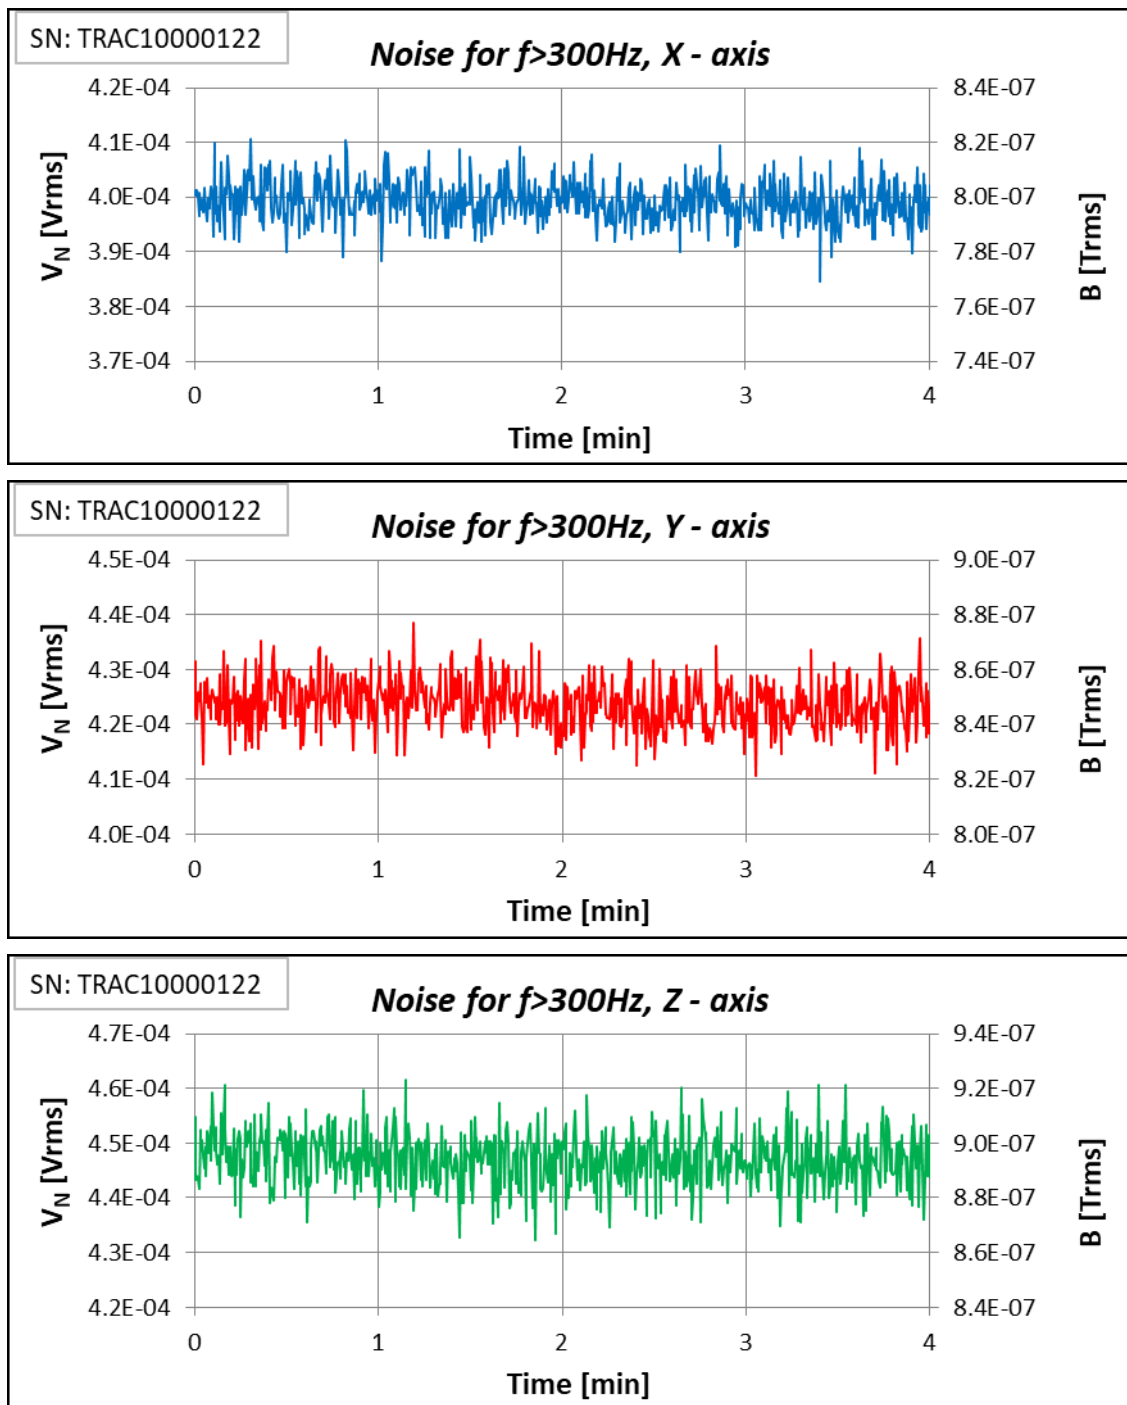 SN: TRAC10000122
Noise for f>300Hz, X - axis
4.2E-04
4.1E-04
4.0E-04
3.9E-04
3.8E-04
3.7E-04
V_N [Vrms]
8.4E-07
8.2E-07
8.0E-07
7.8E-07
7.6E-07
7.4E-07
B [Trms]
0 1 2 3 4
Time [min]
SN: TRAC10000122
Noise for f>300Hz, Y - axis
4.5E-04
4.4E-04
4.3E-04
4.2E-04
4.1E-04
4.0E-04
V_N [Vrms]
9.0E-07
8.8E-07
8.6E-07
8.4E-07
8.2E-07
8.0E-07
B [Trms]
0 1 2 3 4
Time [min]
SN: TRAC10000122
Noise for f>300Hz, Z - axis
4.7E-04
4.6E-04
4.5E-04
4.4E-04
4.3E-04
4.2E-04
V_N [Vrms]
9.4E-07
9.2E-07
9.0E-07
8.8E-07
8.6E-07
8.4E-07
B [Trms]
0 1 2 3 4
Time [min]